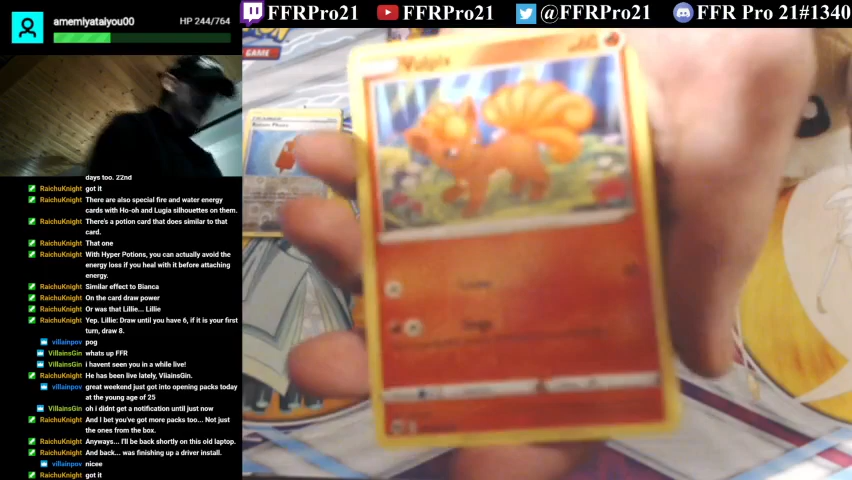 amemiyataiyou00
HP 244/764
FFRPro21
FFRPro21
@FFRPro21
FFR Pro 21#1340
days too. 22nd
RaichuKnight got it
RaichuKnight There are also special fire and water energy
cards with Ho-oh and Lugia silhouettes on them.
RaichuKnight There's a potion card that does similar to that
card.
RaichuKnight That one
RaichuKnight With Hyper Potions, you can actually avoid the
energy loss if you heal with it before attaching
energy.
RaichuKnight Similar effect to Bianca
RaichuKnight On the card draw power
RaichuKnight Or was that Lillie... Lillie
RaichuKnight Yep. Lillie: Draw until you have 6, if it is your first
turn, draw 8.
villainpov pog
VillainsGin whats up FFR
VillainsGin i havent seen you in a while live!
RaichuKnight He has been live lately, ViiainsGin.
villainpov great weekend just got into opening packs today
at the young age of 25
VillainsGin oh i didnt get a notification until just now
RaichuKnight And I bet you've got more packs too... Not just
the ones from the box.
RaichuKnight Anyways... I'll be back shortly on this old laptop.
RaichuKnight And back... was finishing up a driver install.
villainpov nicee
RaichuKnight got it
GAME
Vulpix